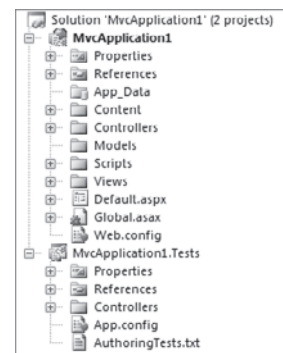 Solution 'MvcApplication1' (2 projects)
MvcApplication1
Properties
References
App_Data
Content
Controllers
Models
Scripts
Views
Default.aspx
Global.asax
Web.config
MvcApplication1.Tests
Properties
References
Controllers
App.config
AuthoringTests.txt